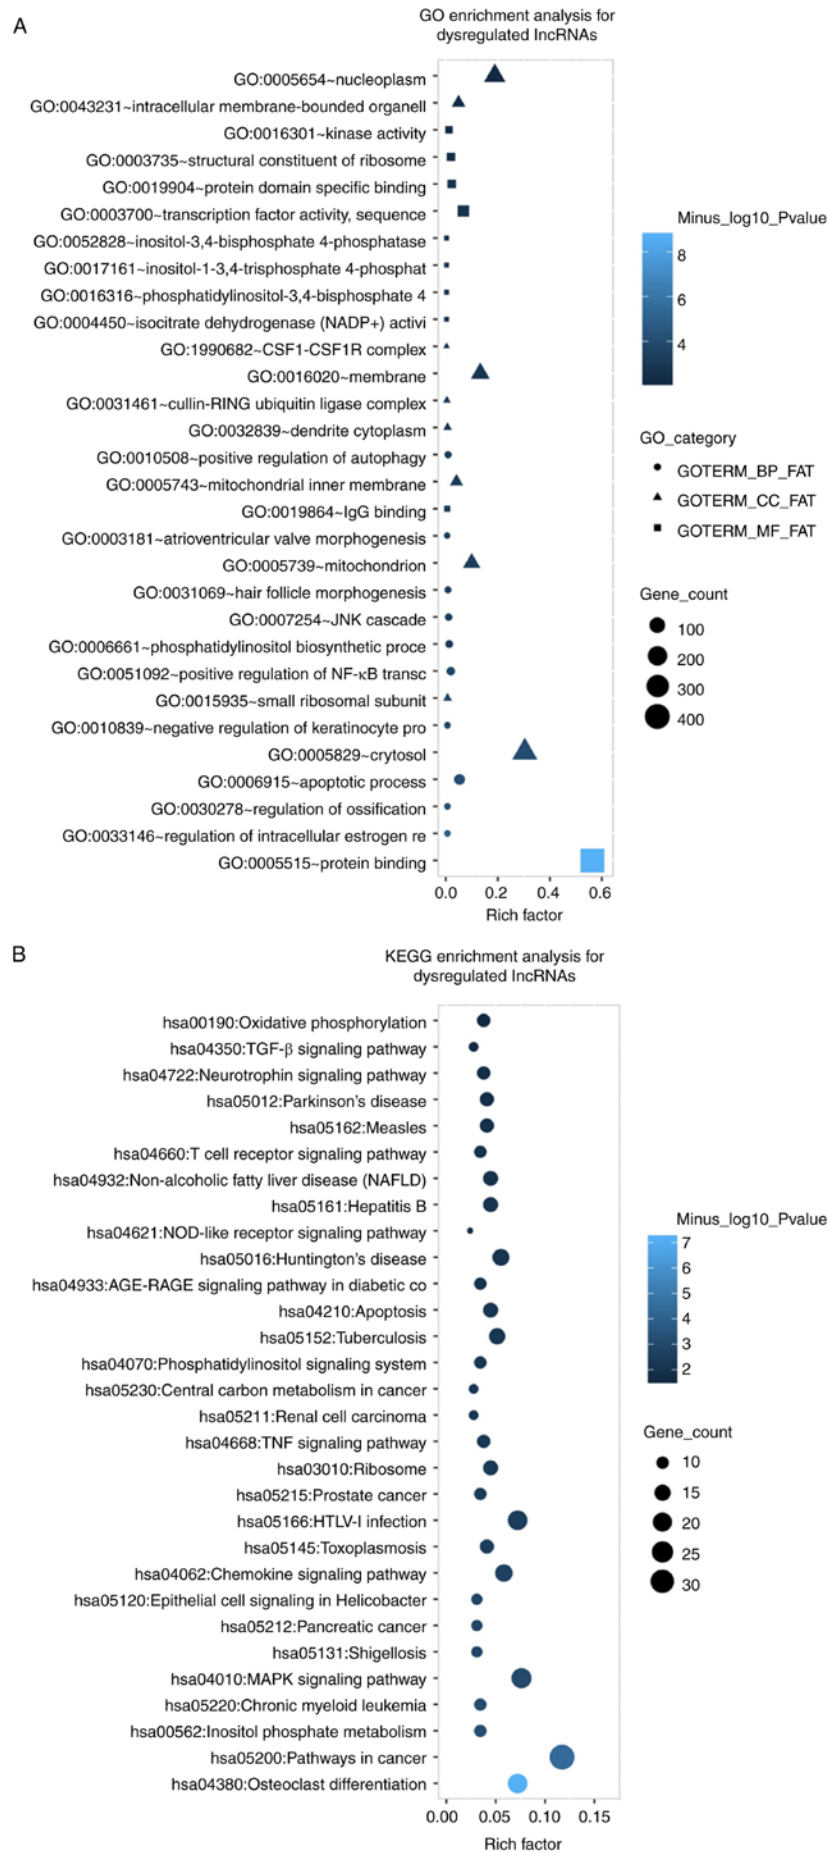 A
GO enrichment analysis for
dysregulated lncRNAs
GO:0005654~nucleoplasm
GO:0043231~intracellular membrane-bounded organell
GO:0016301~kinase activity
GO:0003735~structural constituent of ribosome
GO:0019904~protein domain specific binding
GO:0003700~transcription factor activity, sequence
GO:0052828~inositol-3,4-bisphosphate 4-phosphatase
GO:0017161~inositol-1-3,4-trisphosphate 4-phosphat
GO:0016316~phosphatidylinositol-3,4-bisphosphate 4
GO:0004450~isocitrate dehydrogenase (NADP+) activi
GO:1990682~CSF1-CSF1R complex
GO:0016020~membrane
GO:0031461~cullin-RING ubiquitin ligase complex
GO:0032839~dendrite cytoplasm
GO:0010508~positive regulation of autophagy
GO:0005743~mitochondrial inner membrane
GO:0019864~IgG binding
GO:0003181~atrioventricular valve morphogenesis
GO:0005739~mitochondrion
GO:0031069~hair follicle morphogenesis
GO:0007254~JNK cascade
GO:0006661~phosphatidylinositol biosynthetic proce
GO:0051092~positive regulation of NF-κB transc
GO:0015935~small ribosomal subunit
GO:0010839~negative regulation of keratinocyte pro
GO:0005829~crytosol
GO:0006915~apoptotic process
GO:0030278~regulation of ossification
GO:0033146~regulation of intracellular estrogen re
GO:0005515~protein binding
0.0 0.2 0.4 0.6
Rich factor
Minus_log10_Pvalue
8
6
4
GO_category
GOTERM_BP_FAT
GOTERM_CC_FAT
GOTERM_MF_FAT
Gene_count
100
200
300
400
B
KEGG enrichment analysis for
dysregulated lncRNAs
hsa00190:Oxidative phosphorylation
hsa04350:TGF-β signaling pathway
hsa04722:Neurotrophin signaling pathway
hsa05012:Parkinson's disease
hsa05162:Measles
hsa04660:T cell receptor signaling pathway
hsa04932:Non-alcoholic fatty liver disease (NAFLD)
hsa05161:Hepatitis B
hsa04621:NOD-like receptor signaling pathway
hsa05016:Huntington's disease
hsa04933:AGE-RAGE signaling pathway in diabetic co
hsa04210:Apoptosis
hsa05152:Tuberculosis
hsa04070:Phosphatidylinositol signaling system
hsa05230:Central carbon metabolism in cancer
hsa05211:Renal cell carcinoma
hsa04668:TNF signaling pathway
hsa03010:Ribosome
hsa05215:Prostate cancer
hsa05166:HTLV-I infection
hsa05145:Toxoplasmosis
hsa04062:Chemokine signaling pathway
hsa05120:Epithelial cell signaling in Helicobacter
hsa05212:Pancreatic cancer
hsa05131:Shigellosis
hsa04010:MAPK signaling pathway
hsa05220:Chronic myeloid leukemia
hsa00562:Inositol phosphate metabolism
hsa05200:Pathways in cancer
hsa04380:Osteoclast differentiation
0.00 0.05 0.10 0.15
Rich factor
Minus_log10_Pvalue
7
6
5
4
3
2
Gene_count
10
15
20
25
30